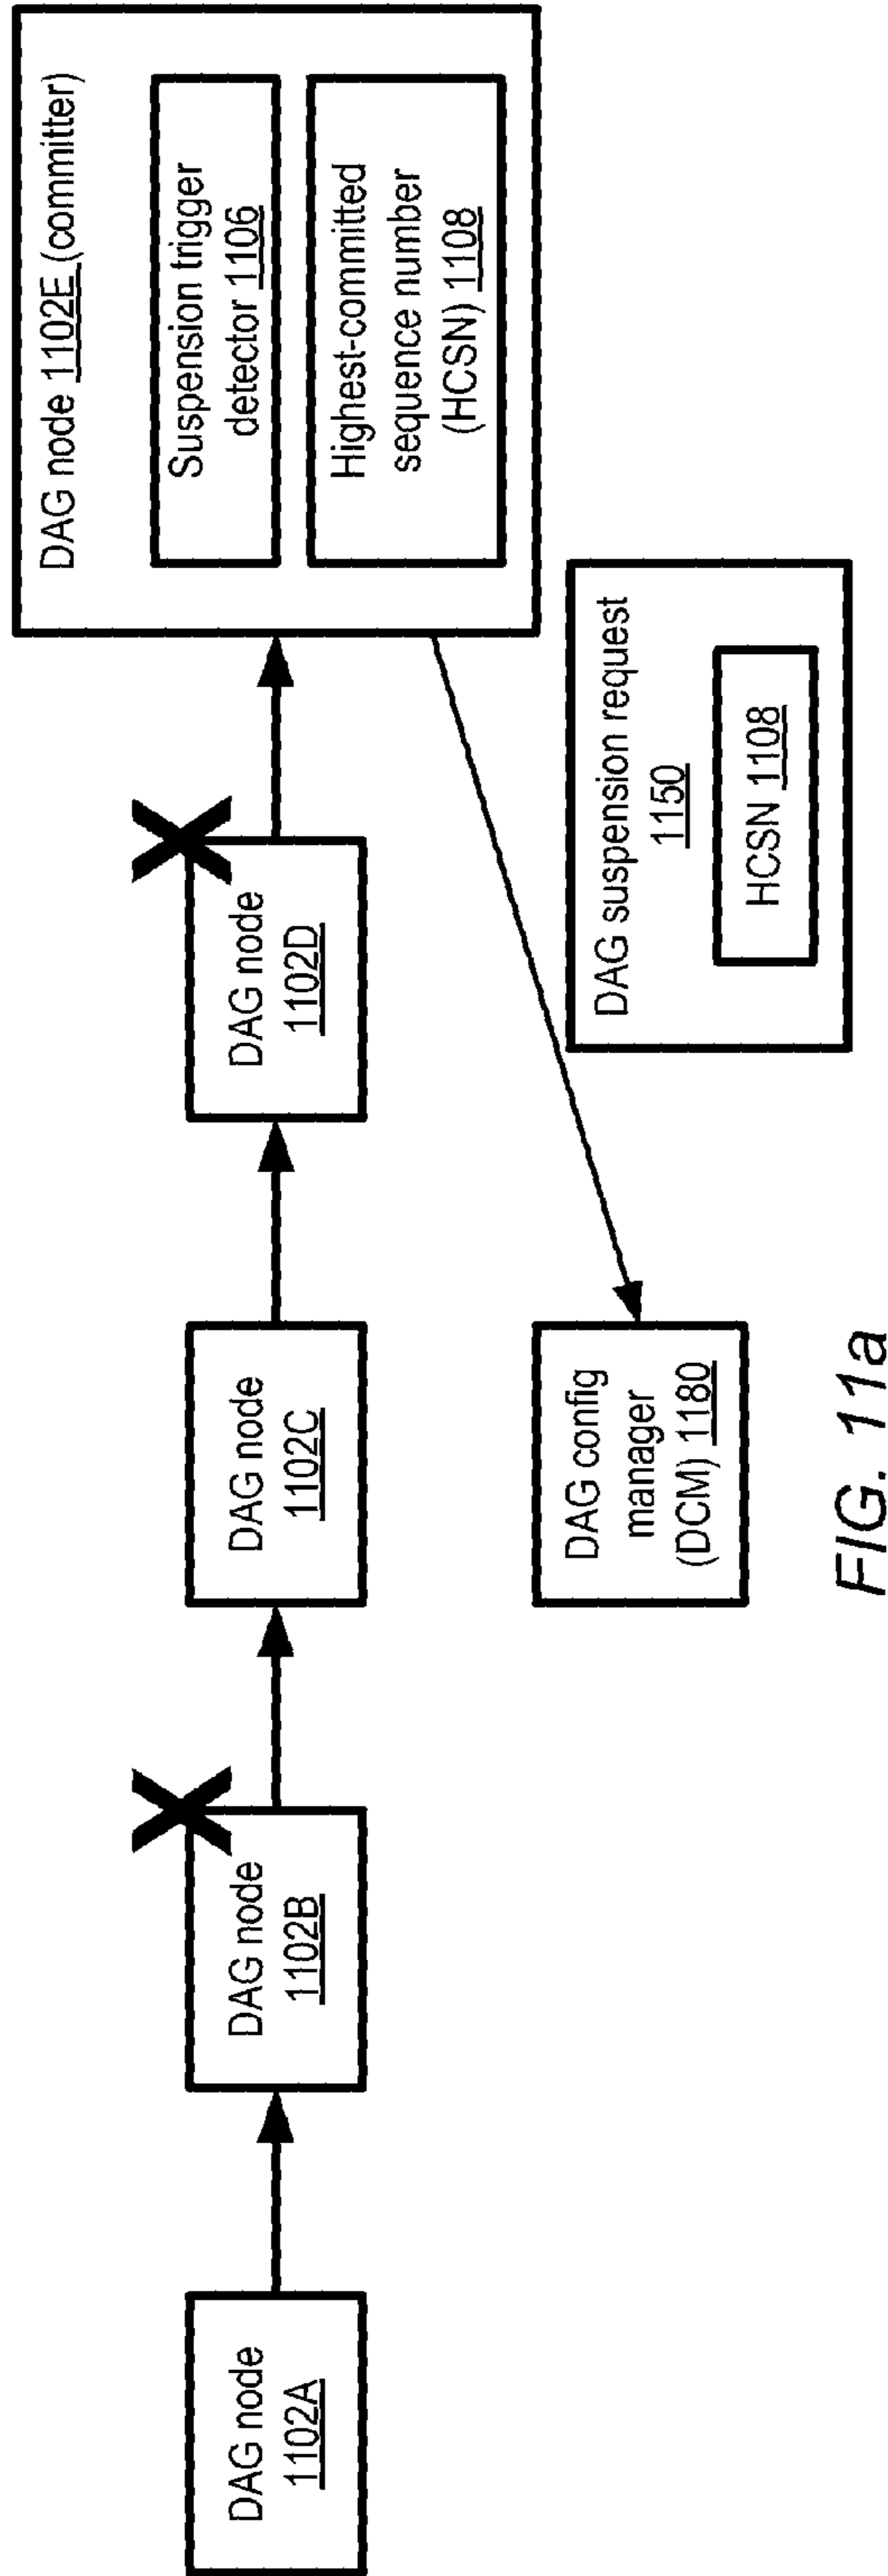 DAG node
1102A
DAG node
1102B
DAG node
1102C
DAG node
1102D
DAG node 1102E (committer)
Suspension trigger
detector 1106
Highest-committed
sequence number
(HCSN) 1108
DAG config
manager
(DCM) 1180
DAG suspension request
1150
HCSN 1108
FIG. 11a